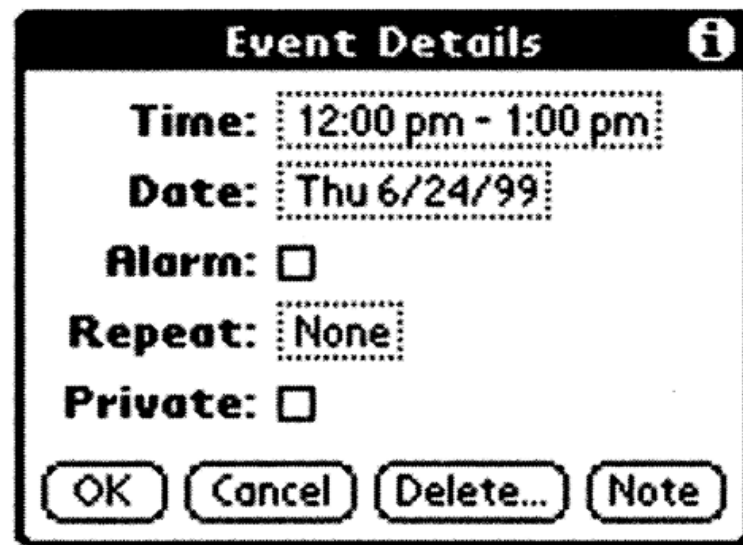 Event Details i
Time: 12:00 pm - 1:00 pm
Date: Thu 6/24/99
Alarm:
Repeat: None
Private:
OK Cancel Delete... Note